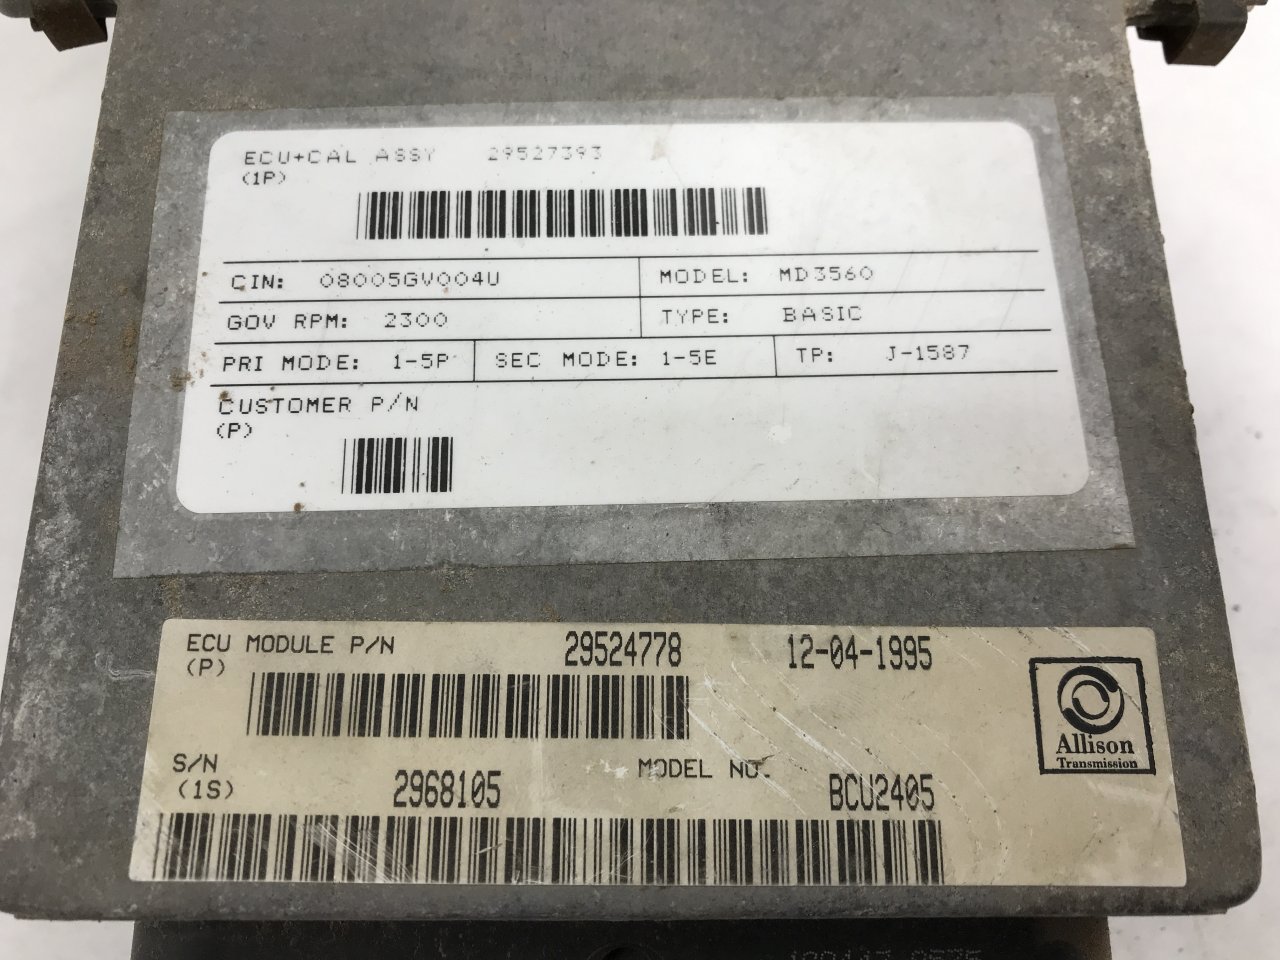 ECU+CAL ASSY 29527393
(1P)
CIN: 08005GV004U MODEL: MD3560
GOV RPM: 2300 TYPE: BASIC
PRI MODE: 1-5P SEC MODE: 1-5E TP: J-1587
CUSTOMER P/N
(P)
ECU MODULE P/N 29524778 12-04-1995
(P)
Allison
Transmission
S/N MODEL NO.
(1S) 2968105 BCU2405